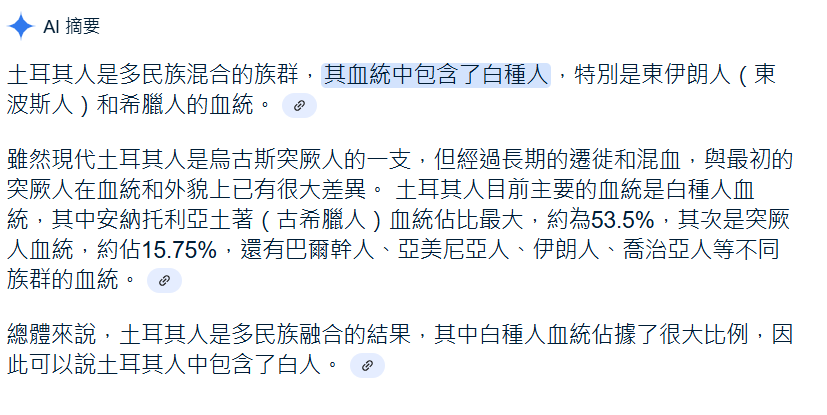 AI 摘要
土耳其人是多民族混合的族群，其血統中包含了白種人，特別是東伊朗人（東
波斯人）和希臘人的血統。
雖然現代土耳其人是烏古斯突厥人的一支，但經過長期的遷徙和混血，與最初的
突厥人在血統和外貌上已有很大差異。 土耳其人目前主要的血統是白種人血
統，其中安納托利亞土著（古希臘人）血統佔比最大，約為53.5%，其次是突厥
人血統，約佔15.75%，還有巴爾幹人、亞美尼亞人、伊朗人、喬治亞人等不同
族群的血統。
總體來說，土耳其人是多民族融合的結果，其中白種人血統佔據了很大比例，因
此可以說土耳其人中包含了白人。